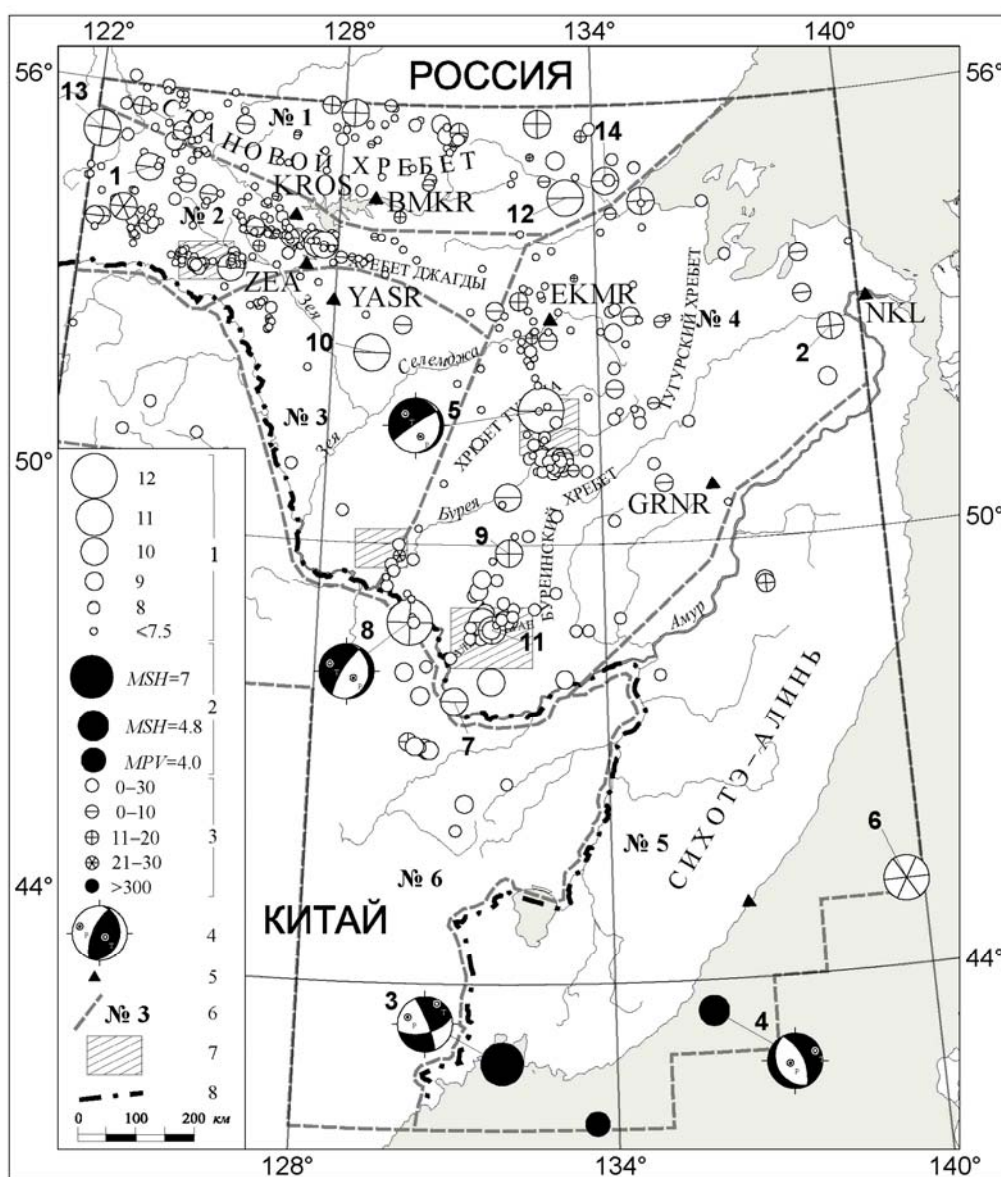 122° 128° 134° 140°
56° 56°
РОССИЯ
13
№ 1
СТАНОВОЙ ХРЕБЕТ
14
1
KROS
BMKR
12
№ 2
ХРЕБЕТ ДЖАГДЫ
ZEA
Зея
YASR
EKMR
ТУГУРСКИЙ ХРЕБЕТ
№ 4
NKL
2
10
Селемджа
5
№ 3
Зея
ХРЕБЕТ
50° 50°
Бурея
БУРЕИНСКИЙ ХРЕБЕТ
GRNR
9
Амур
8
11
7
СИХОТЭ–АЛИНЬ
6
№ 5
№ 6
44° 44°
КИТАЙ
3
4
12
11
10
9
8
<7.5
1
MSH=7
MSH=4.8
MPV=4.0
2
0–30
0–10
11–20
21–30
>300
3
P T
4
5
№ 3 6
7
8
0 100 200 км
128° 134° 140°